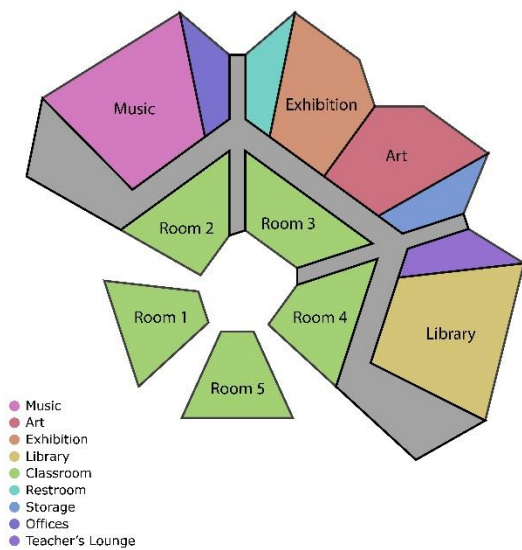 Music
Exhibition
Art
Room 2
Room 3
Room 1
Room 4
Library
Room 5
Music
Art
Exhibition
Library
Classroom
Restroom
Storage
Offices
Teacher's Lounge